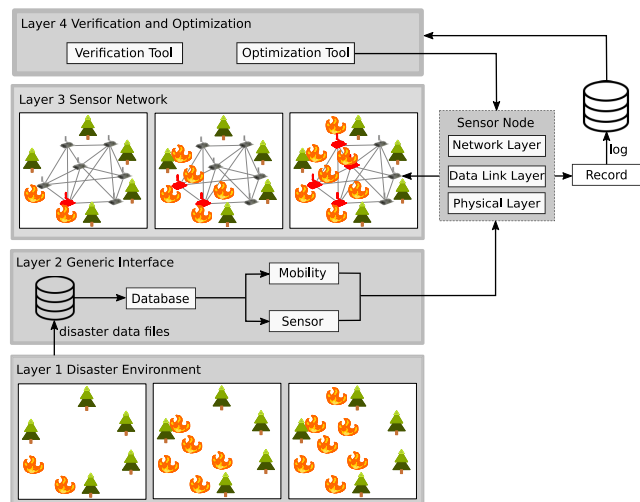 Layer 4 Verification and Optimization
Verification Tool
Optimization Tool
Layer 3 Sensor Network
Sensor Node
Network Layer
Data Link Layer
Physical Layer
log
Record
Layer 2 Generic Interface
Database
Mobility
Sensor
disaster data files
Layer 1 Disaster Environment